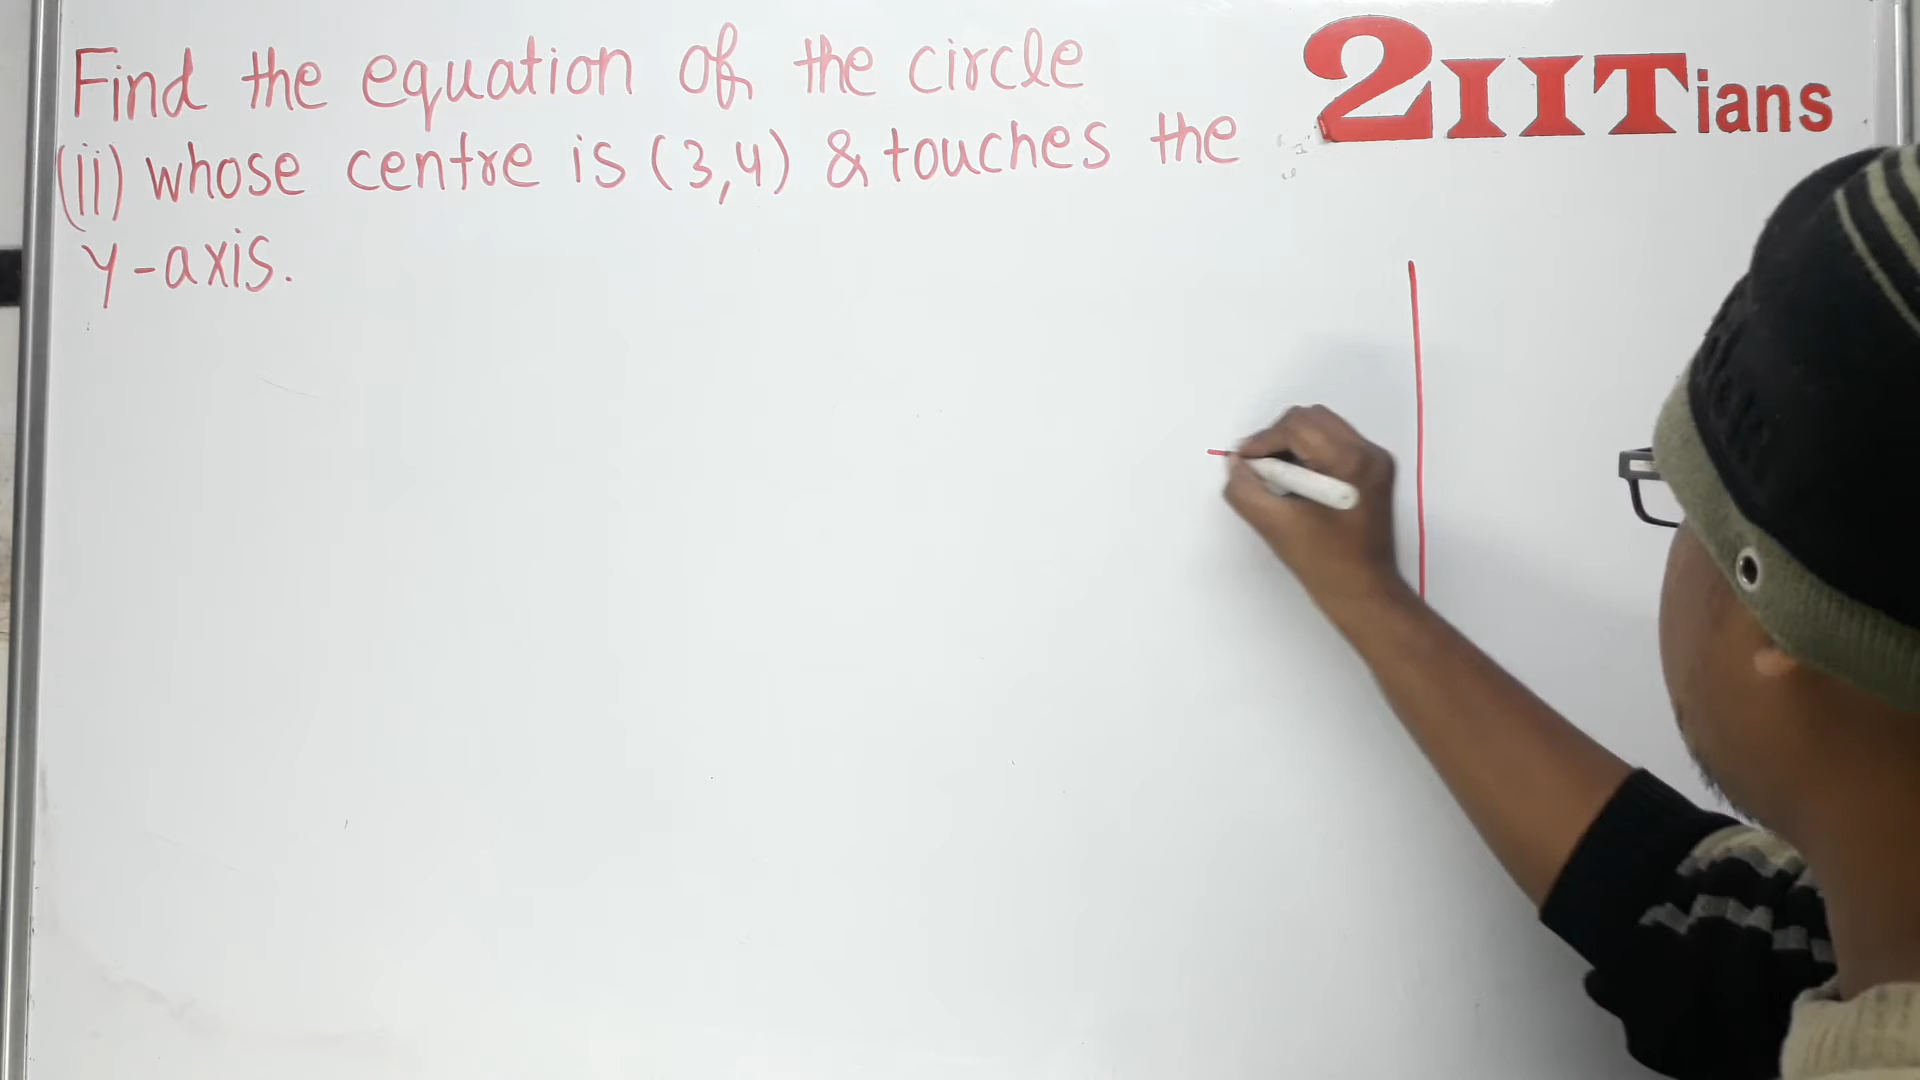 Find the equation of the circle
(ii) whose centre is (3,4) & touches the
y-axis.
2IITians